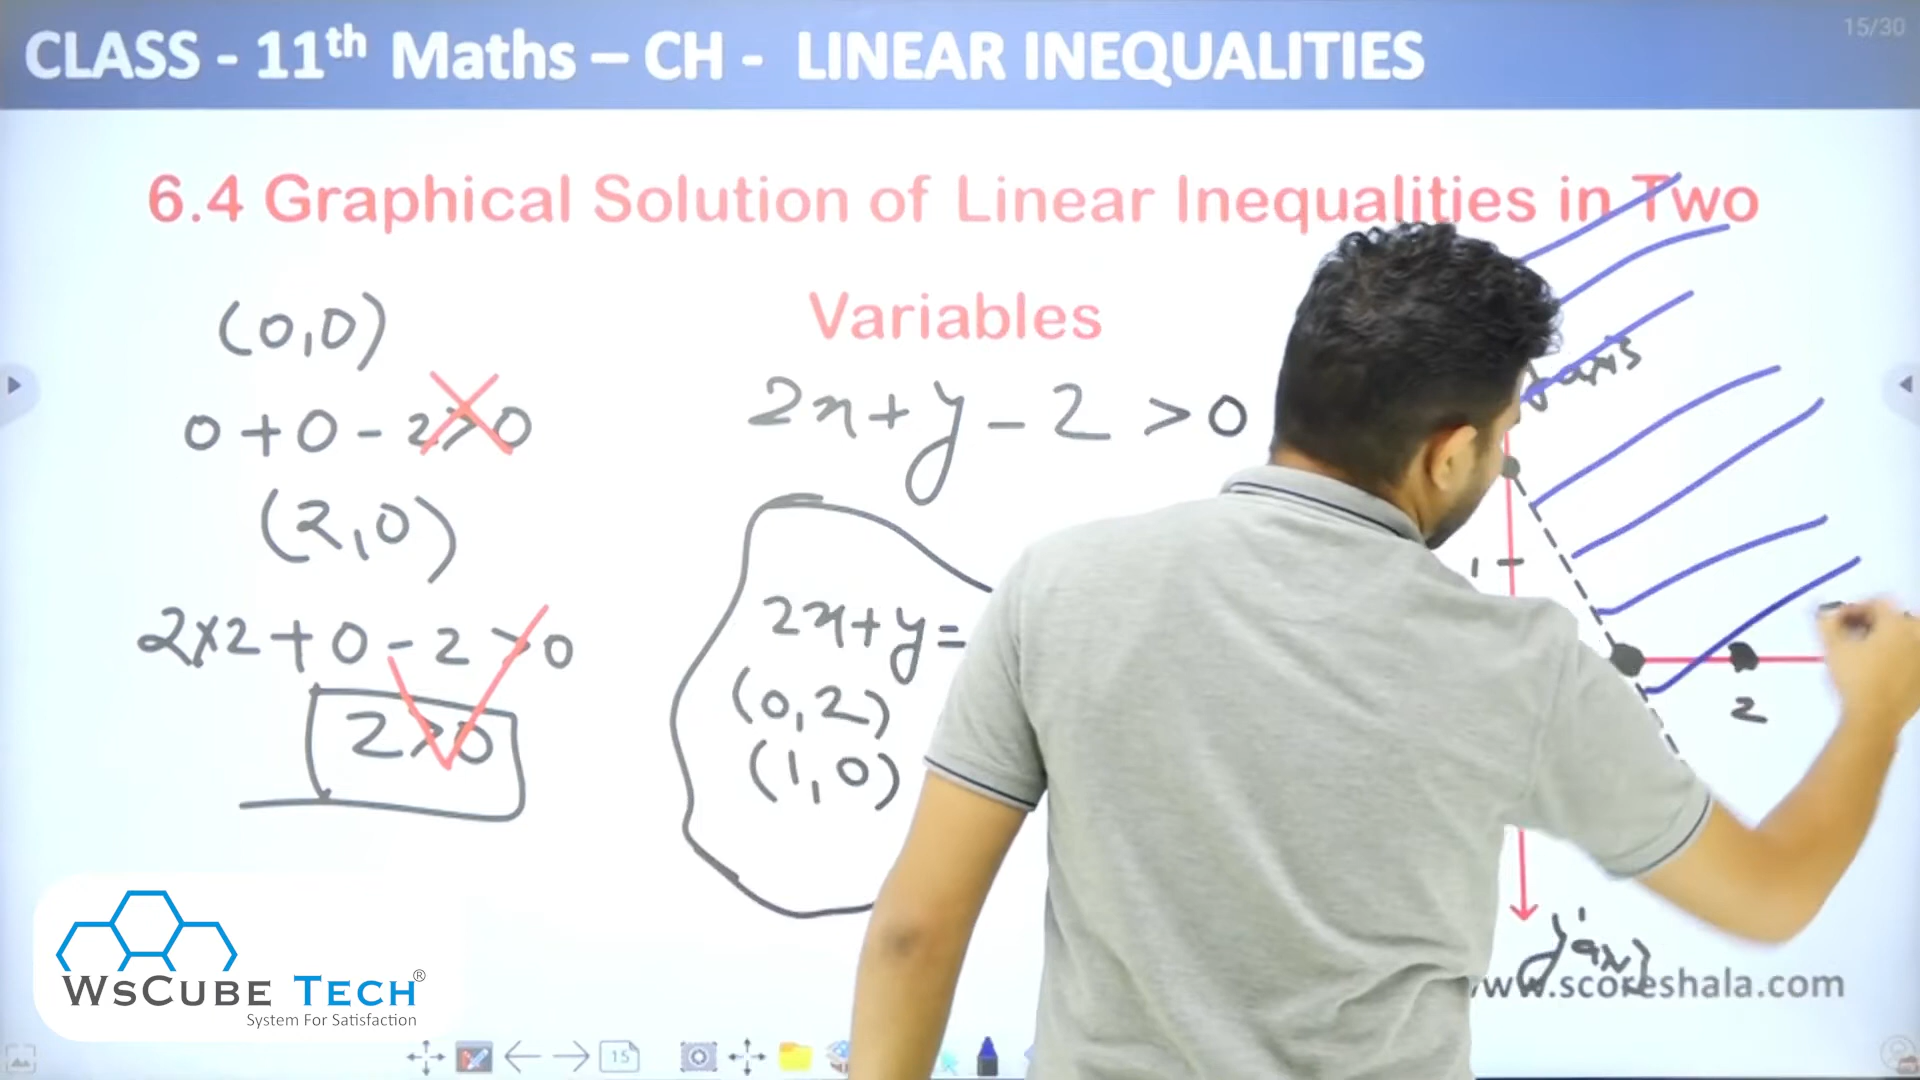 15/30
CLASS - 11th Maths – CH - LINEAR INEQUALITIES
6.4 Graphical Solution of Linear Inequalities in Two
Variables
(0,0)
0 + 0 - 2 > 0
(2,0)
2x2 + 0 - 2 > 0
2 > 0
2x + y - 2 > 0
2x + y =
(0, 2)
(1, 0)
y axis
1
2
y' axis
www.scoreshala.com
WsCube Tech®
System For Satisfaction
15